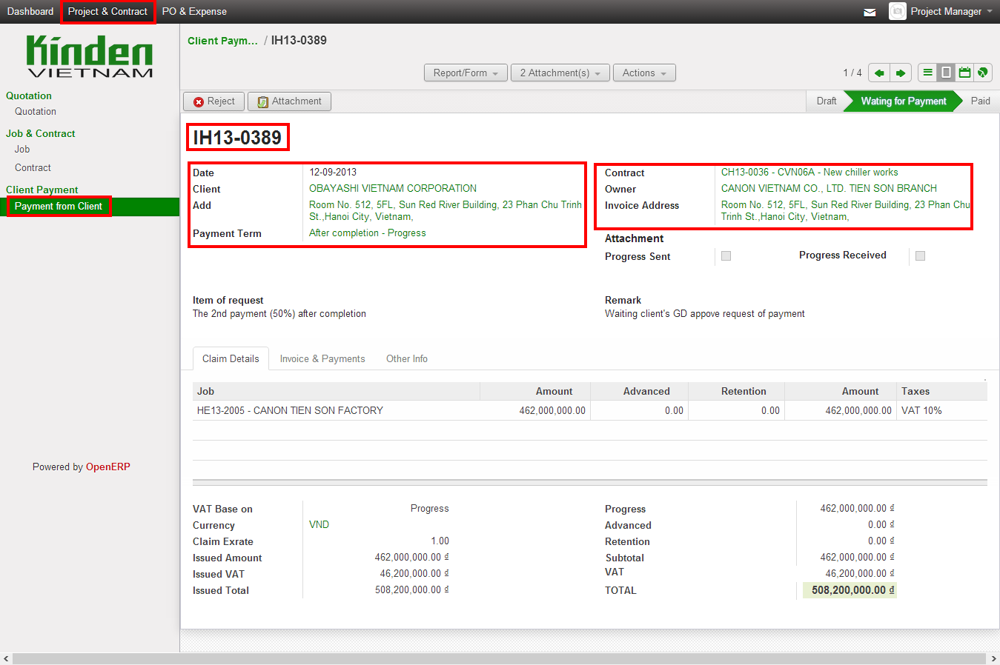 Dashboard Project & Contract PO & Expense Project Manager
Kinden
VIETNAM
Client Paym... / IH13-0389
Report/Form 2 Attachment(s) Actions 1 / 4
Quotation
Quotation
Job & Contract
Job
Contract
Client Payment
Payment from Client
Powered by OpenERP
Reject Attachment Draft Wating for Payment Paid
IH13-0389
Date 12-09-2013
Client OBAYASHI VIETNAM CORPORATION
Add Room No. 512, 5FL, Sun Red River Building, 23 Phan Chu Trinh
St.,Hanoi City, Vietnam,
Payment Term After completion - Progress
Contract CH13-0036 - CVN06A - New chiller works
Owner CANON VIETNAM CO., LTD. TIEN SON BRANCH
Invoice Address Room No. 512, 5FL, Sun Red River Building, 23 Phan Chu
Trinh St.,Hanoi City, Vietnam,
Attachment
Progress Sent Progress Received
Item of request
The 2nd payment (50%) after completion
Remark
Waiting client's GD appove request of payment
Claim Details Invoice & Payments Other Info
Job Amount Advanced Retention Amount Taxes
HE13-2005 - CANON TIEN SON FACTORY 462,000,000.00 0.00 0.00 462,000,000.00 VAT 10%
VAT Base on Progress
Currency VND
Claim Exrate 1.00
Issued Amount 462,000,000.00 ₫
Issued VAT 46,200,000.00 ₫
Issued Total 508,200,000.00 ₫
Progress 462,000,000.00 ₫
Advanced 0.00 ₫
Retention 0.00 ₫
Subtotal 462,000,000.00 ₫
VAT 46,200,000.00 ₫
TOTAL 508,200,000.00 ₫